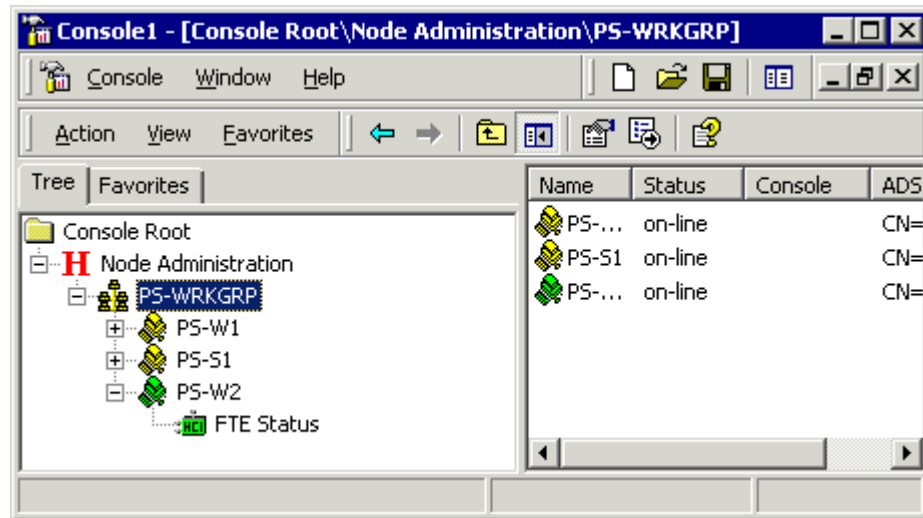 Console1 - [Console Root\Node Administration\PS-WRKGRP]
Console Window Help
Action View Favorites
Tree Favorites
Name Status Console ADS
Console Root
H Node Administration
PS-WRKGRP
PS-W1
PS-S1
PS-W2
HCI FTE Status
PS-... on-line CN=
PS-S1 on-line CN=
PS-... on-line CN=